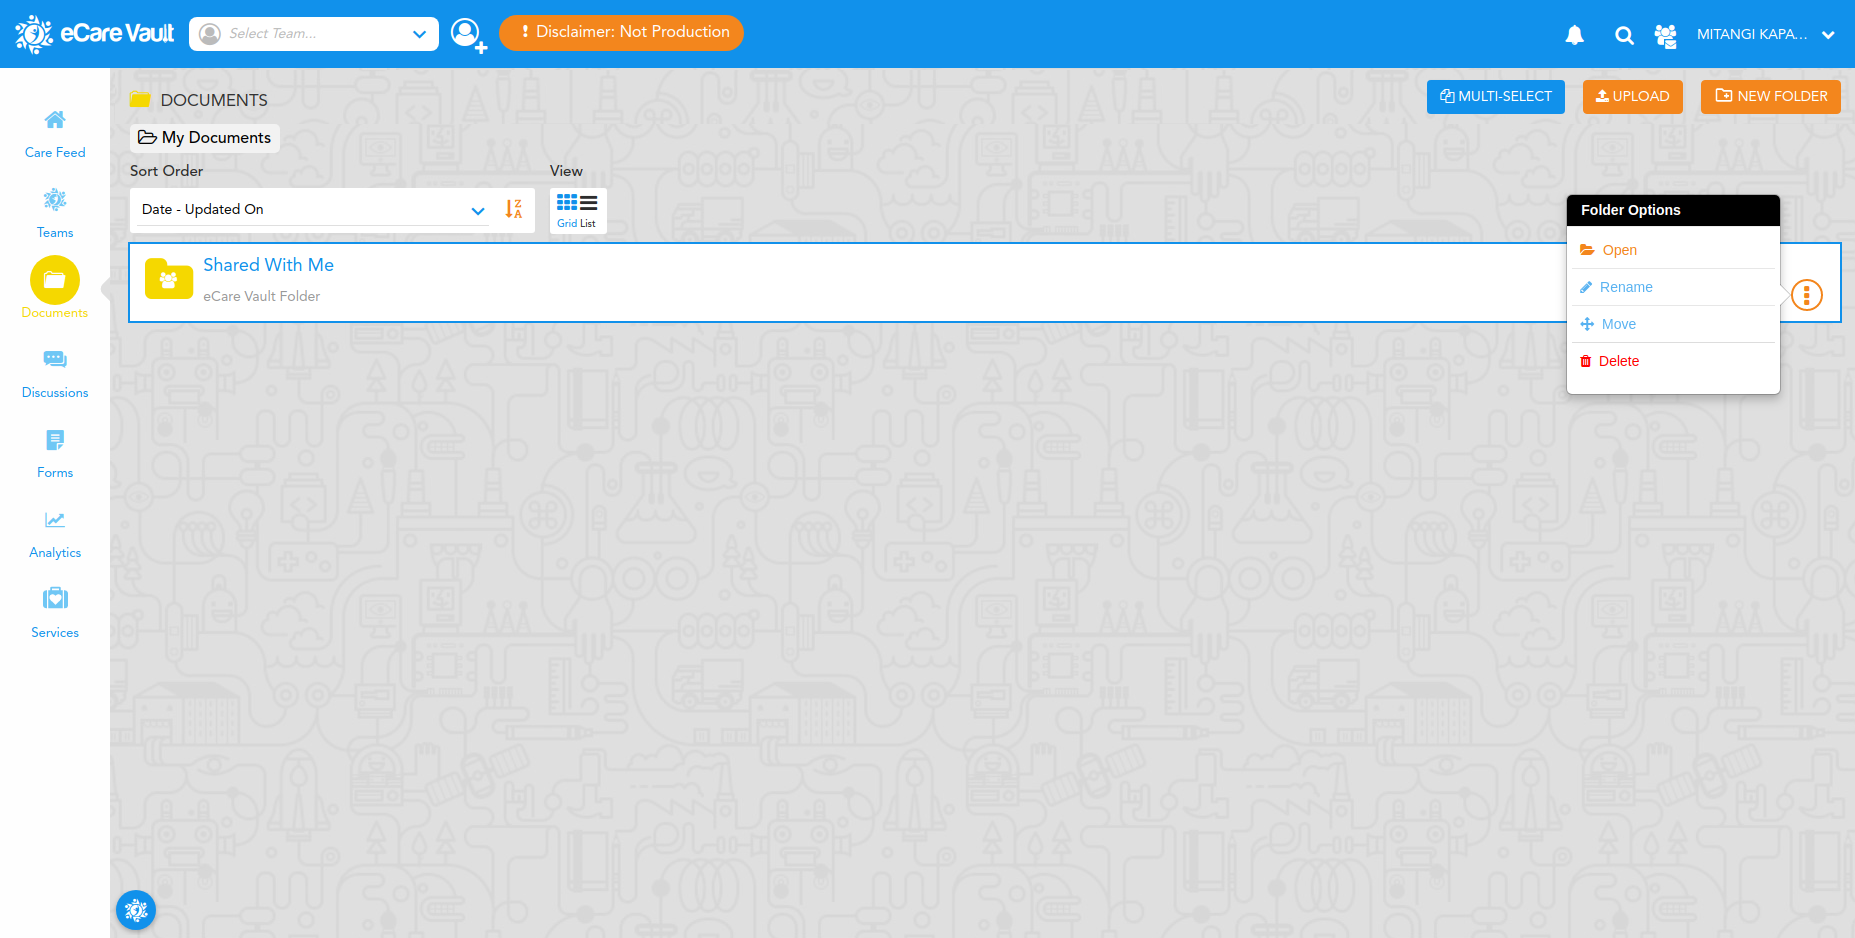 eCare Vault
Select Team...
! Disclaimer: Not Production
MITANGI KAPA...
DOCUMENTS
MULTI-SELECT
UPLOAD
NEW FOLDER
My Documents
Sort Order
View
Date - Updated On
Z
A
Grid List
Shared With Me
eCare Vault Folder
Folder Options
Open
Rename
Move
Delete
Care Feed
Teams
Documents
Discussions
Forms
Analytics
Services